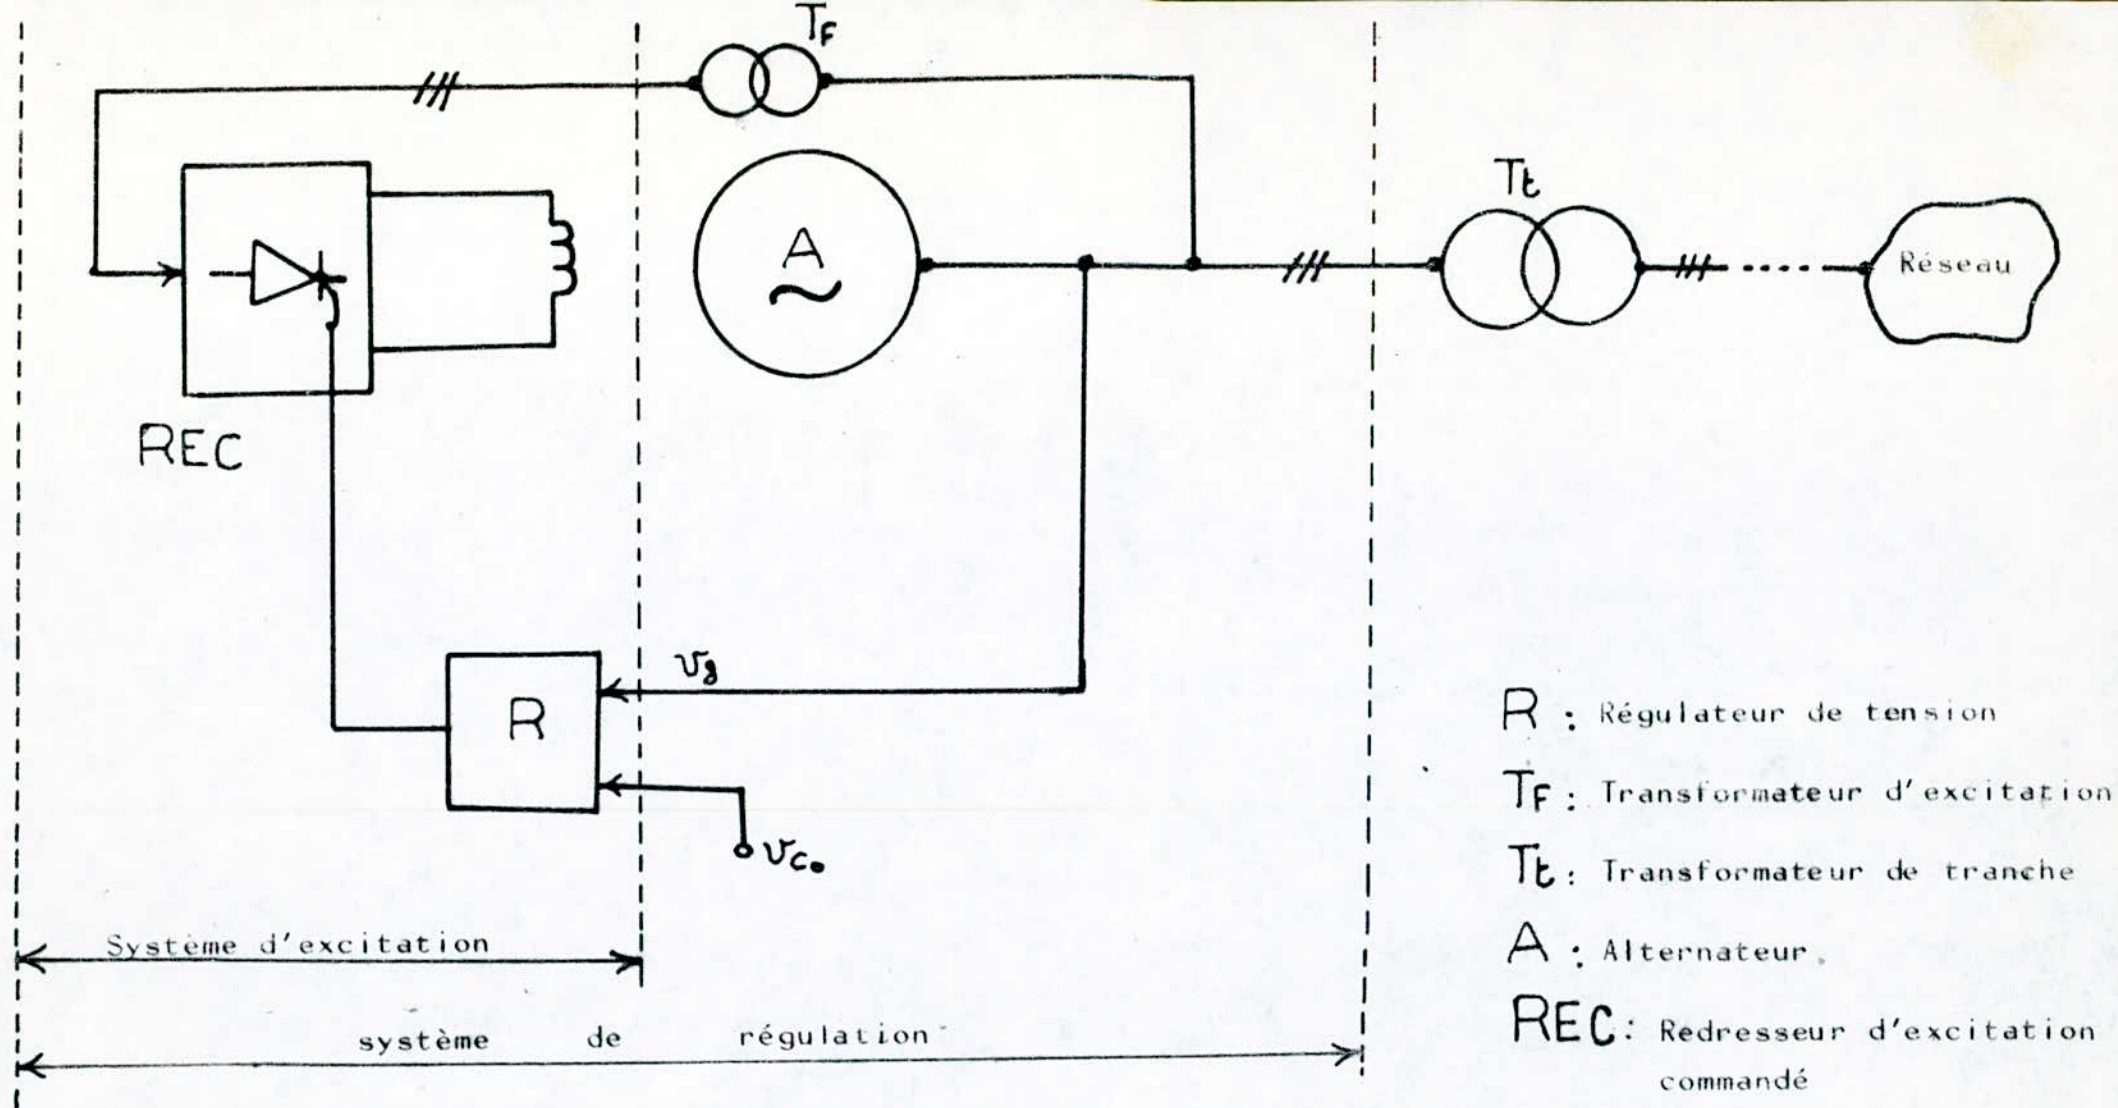 TF
Tt
A
Réseau
REC
vg
R
vco
R : Régulateur de tension
TF : Transformateur d'excitation
Tt : Transformateur de tranche
A : Alternateur.
REC : Redresseur d'excitation
commandé
Système d'excitation
système de régulation